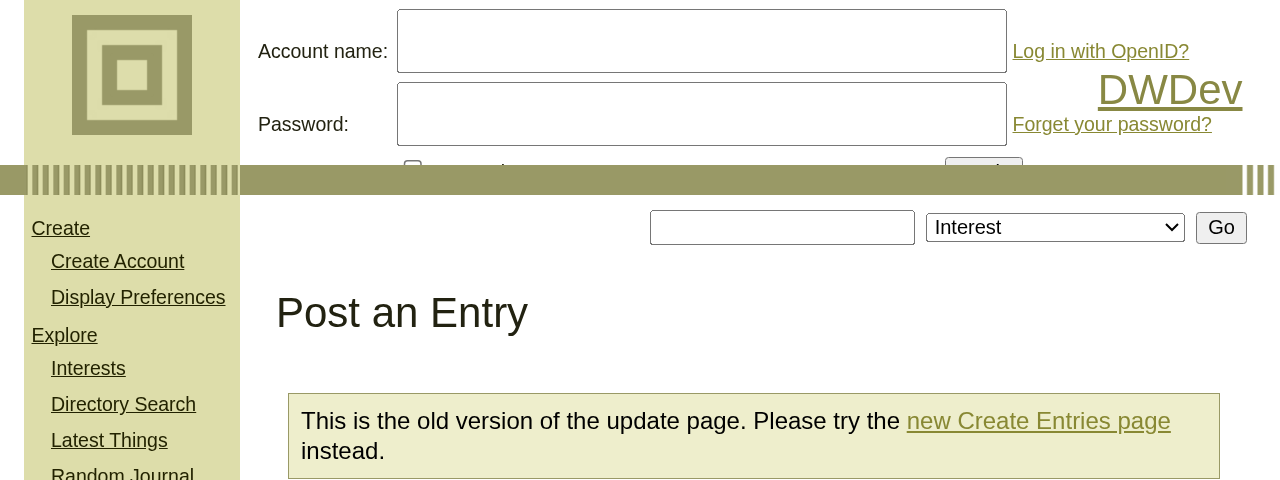 Account name:
Log in with OpenID?
DWDev
Password:
Forget your password?
Create
Interest
Go
Create Account
Display Preferences
Post an Entry
Explore
Interests
Directory Search
This is the old version of the update page. Please try the new Create Entries page
instead.
Latest Things
Random Journal